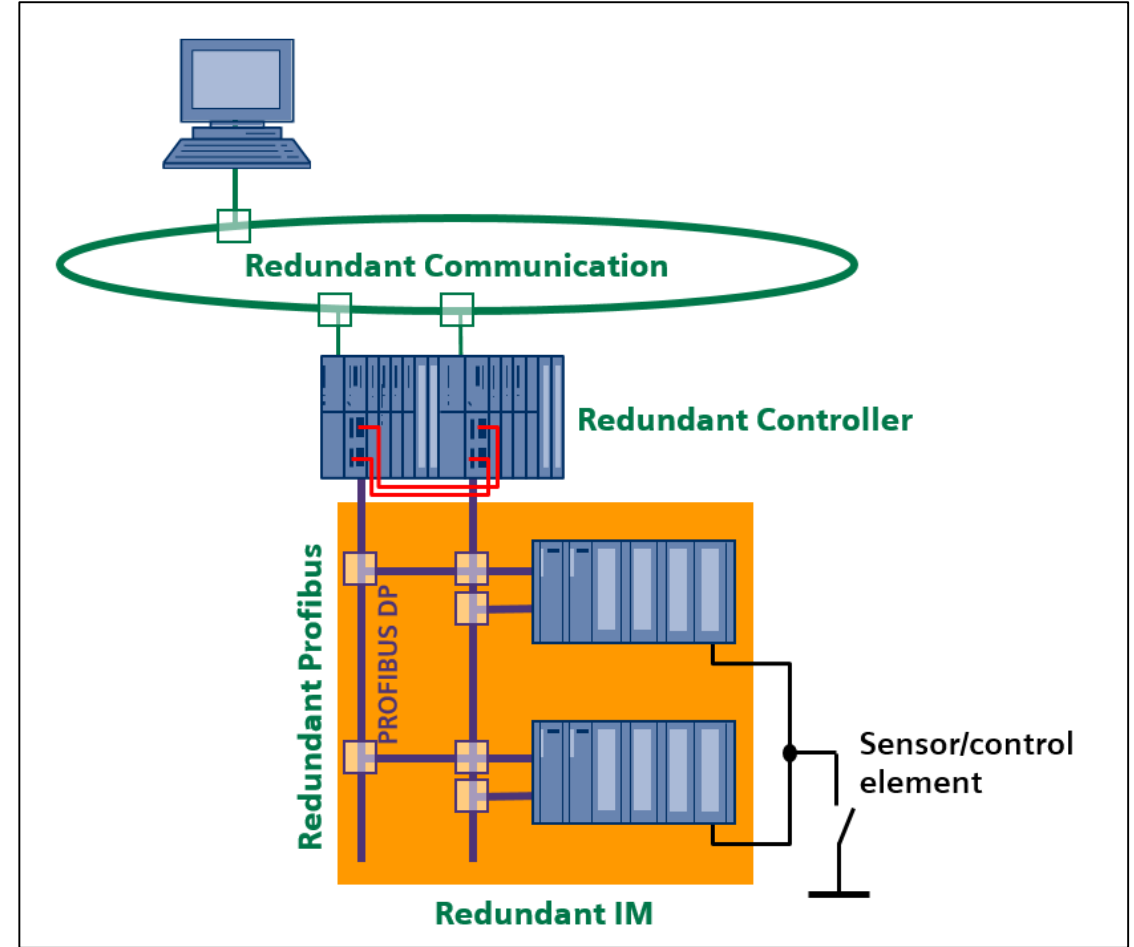 Redundant Communication
Redundant Controller
Redundant Profibus
PROFIBUS DP
Sensor/control
element
Redundant IM